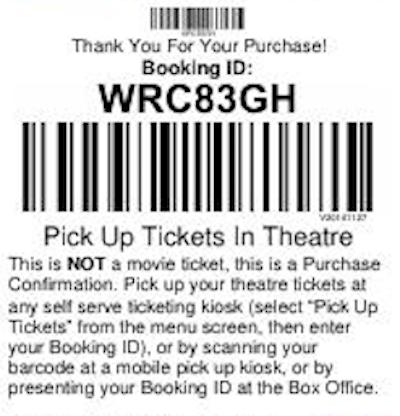 Thank You For Your Purchase!
Booking ID:
WRC83GH
V20141127
Pick Up Tickets In Theatre
This is NOT a movie ticket, this is a Purchase
Confirmation. Pick up your theatre tickets at
any self serve ticketing kiosk (select "Pick Up
Tickets" from the menu screen, then enter
your Booking ID), or by scanning your
barcode at a mobile pick up kiosk, or by
presenting your Booking ID at the Box Office.